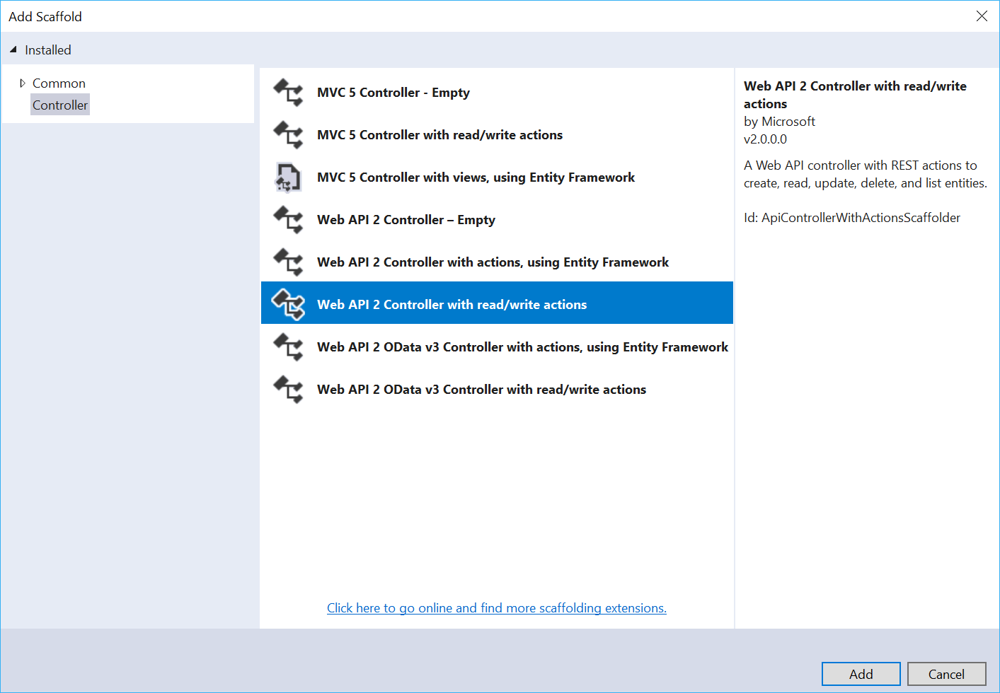 Add Scaffold
Installed
Common
Controller
MVC 5 Controller - Empty
MVC 5 Controller with read/write actions
MVC 5 Controller with views, using Entity Framework
Web API 2 Controller – Empty
Web API 2 Controller with actions, using Entity Framework
Web API 2 Controller with read/write actions
Web API 2 OData v3 Controller with actions, using Entity Framework
Web API 2 OData v3 Controller with read/write actions
Click here to go online and find more scaffolding extensions.
Web API 2 Controller with read/write
actions
by Microsoft
v2.0.0.0
A Web API controller with REST actions to
create, read, update, delete, and list entities.
Id: ApiControllerWithActionsScaffolder
Add
Cancel